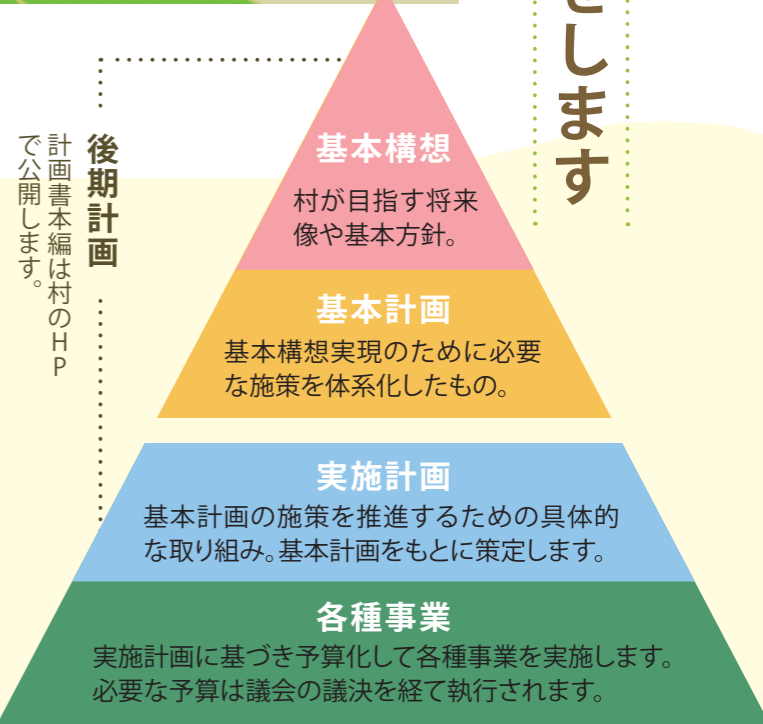 します
後期計画
計画書本編は村のHP
で公開します。
基本構想
村が目指す将来
像や基本方針。
基本計画
基本構想実現のために必要
な施策を体系化したもの。
実施計画
基本計画の施策を推進するための具体的
な取り組み。基本計画をもとに策定します。
各種事業
実施計画に基づき予算化して各種事業を実施します。
必要な予算は議会の議決を経て執行されます。